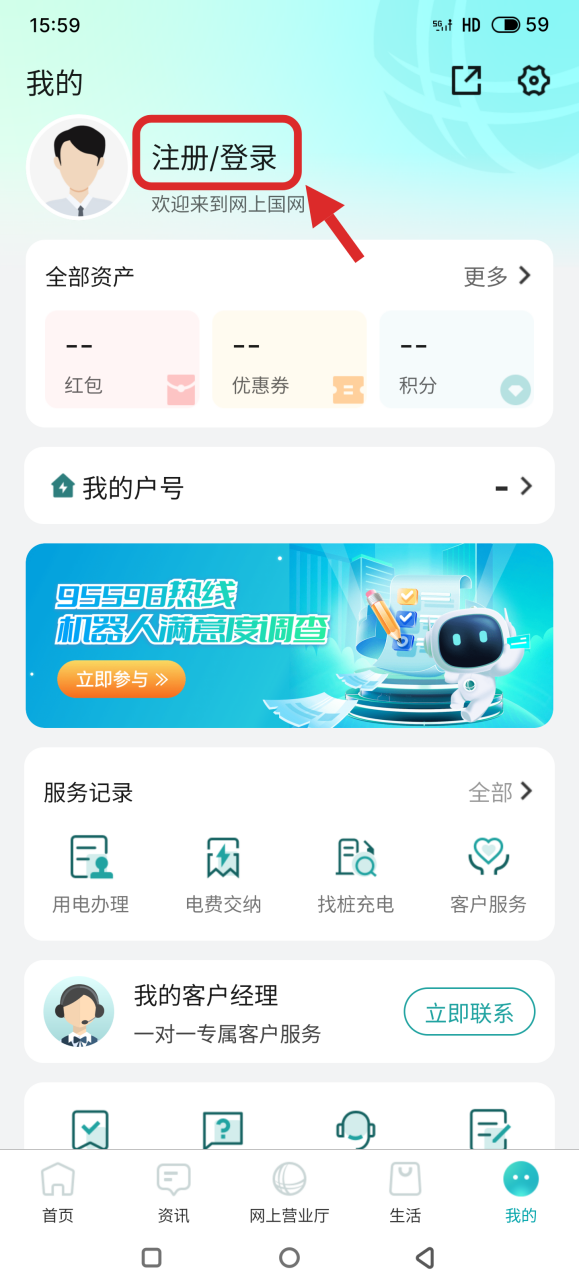 15:59
5G HD 59
我的
注册/登录
欢迎来到网上国网
全部资产
更多
--
--
--
红包
优惠券
积分
我的户号
-
95598热线
机器人满意度调查
立即参与
服务记录
全部
用电办理
电费交纳
找桩充电
客户服务
我的客户经理
一对一专属客户服务
立即联系
首页
资讯
网上营业厅
生活
我的